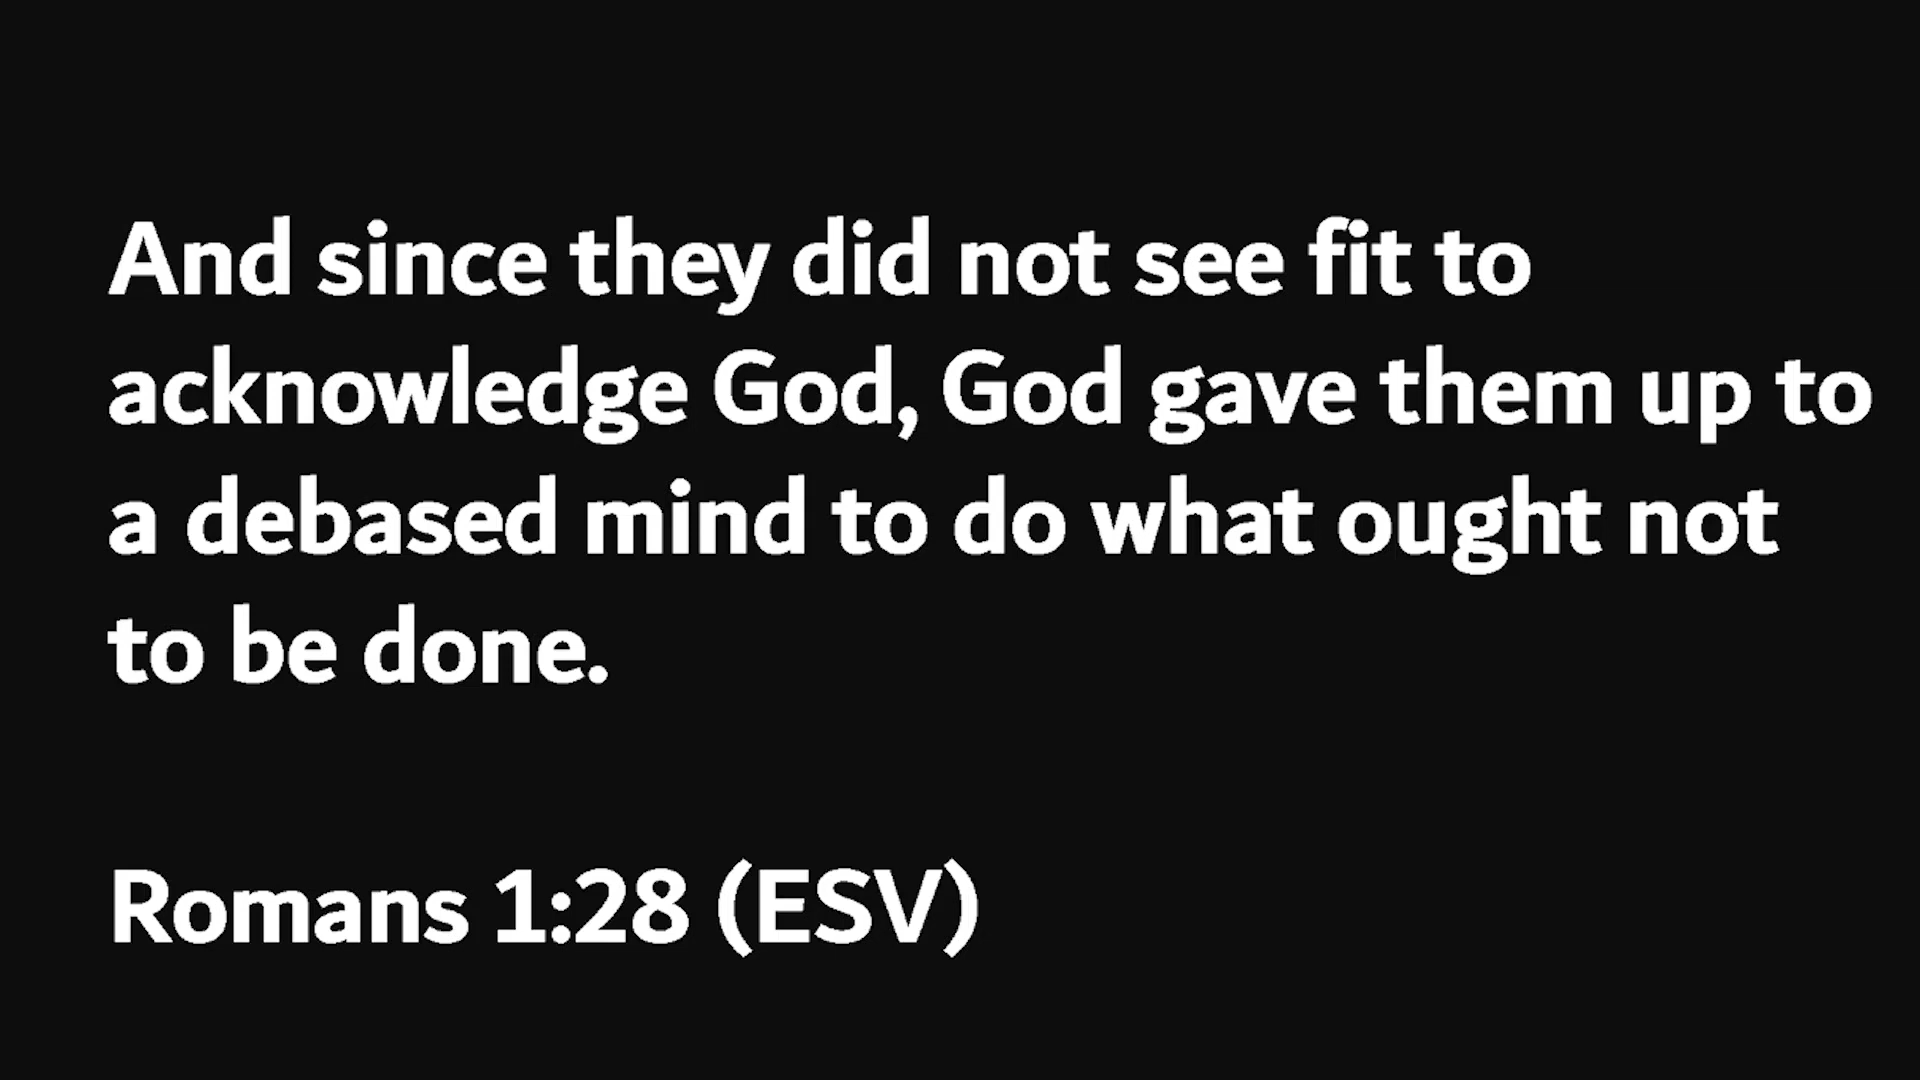 And since they did not see fit to
acknowledge God, God gave them up to
a debased mind to do what ought not
to be done.
Romans 1:28 (ESV)